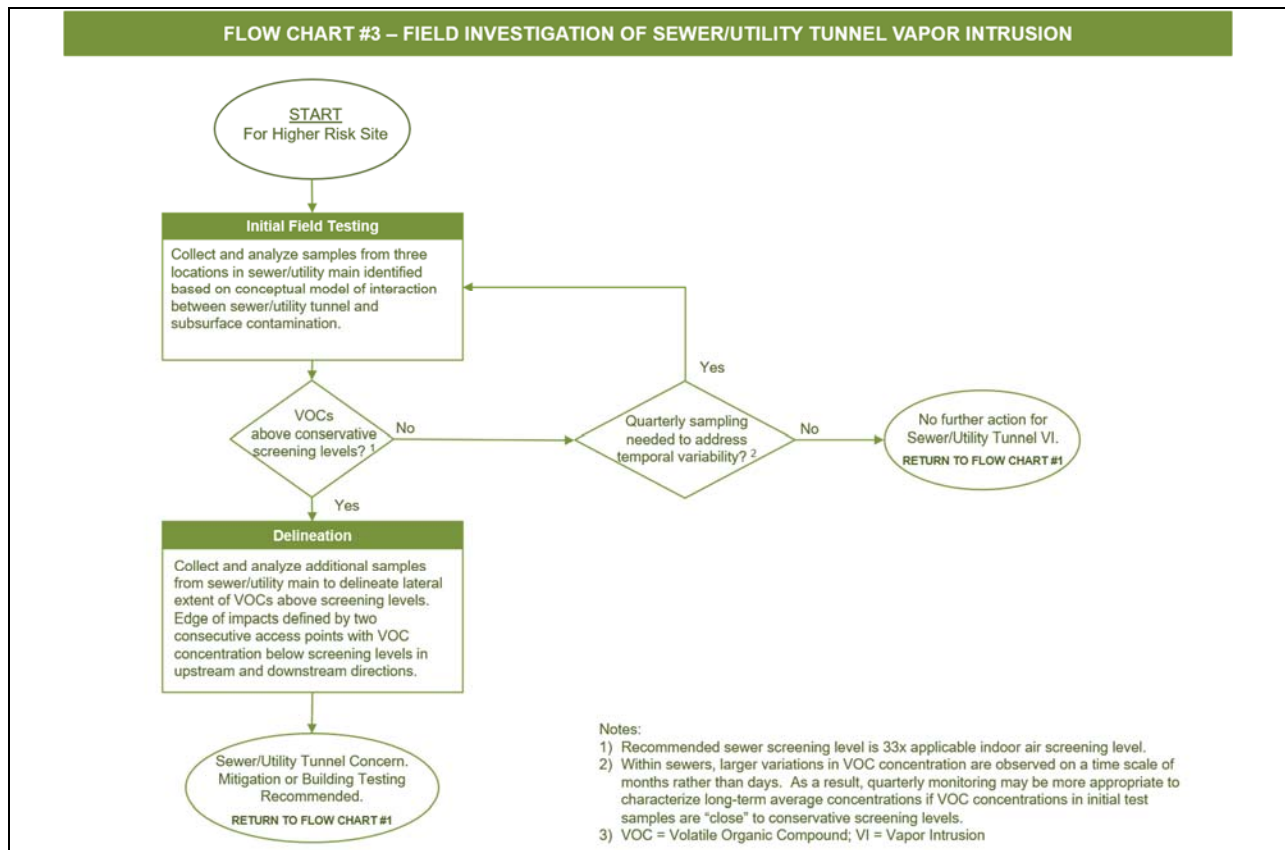 FLOW CHART #3 – FIELD INVESTIGATION OF SEWER/UTILITY TUNNEL VAPOR INTRUSION
START
For Higher Risk Site
Initial Field Testing
Collect and analyze samples from three
locations in sewer/utility main identified
based on conceptual model of interaction
between sewer/utility tunnel and
subsurface contamination.
Yes
VOCs
above conservative
screening levels? 1
No
Quarterly sampling
needed to address
temporal variability? 2
No
No further action for
Sewer/Utility Tunnel VI.
RETURN TO FLOW CHART #1
Yes
Delineation
Collect and analyze additional samples
from sewer/utility main to delineate lateral
extent of VOCs above screening levels.
Edge of impacts defined by two
consecutive access points with VOC
concentration below screening levels in
upstream and downstream directions.
Sewer/Utility Tunnel Concern.
Mitigation or Building Testing
Recommended.
RETURN TO FLOW CHART #1
Notes:
1) Recommended sewer screening level is 33x applicable indoor air screening level.
2) Within sewers, larger variations in VOC concentration are observed on a time scale of
months rather than days. As a result, quarterly monitoring may be more appropriate to
characterize long-term average concentrations if VOC concentrations in initial test
samples are “close” to conservative screening levels.
3) VOC = Volatile Organic Compound; VI = Vapor Intrusion